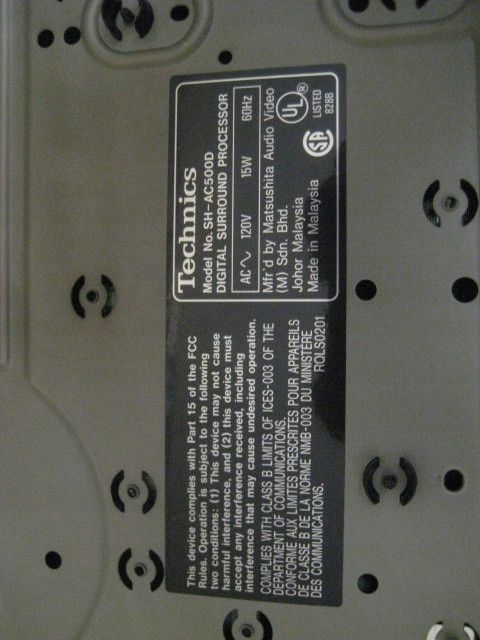 Technics
Model No. SH-AC500D
DIGITAL SURROUND PROCESSOR
AC∿ 120V 15W 60Hz
Mfr'd by Matsushita Audio Video
(M) Sdn. Bhd.
Johor Malaysia
Made in Malaysia
UL®
LISTED
828B
SA
This device complies with Part 15 of the FCC
Rules. Operation is subject to the following
two conditions: (1) This device may not cause
harmful interference, and (2) this device must
accept any interference received, including
interference that may cause undesired operation.
COMPLIES WITH CLASS B LIMITS OF ICES-003 OF THE
DEPARTMENT OF COMMUNICATIONS.
CONFORME AUX LIMITES PRESCRITES POUR APPAREILS
DE CLASSE B DE LA NORME NMB-003 DU MINISTÈRE
DES COMMUNICATIONS.
RQLS0201